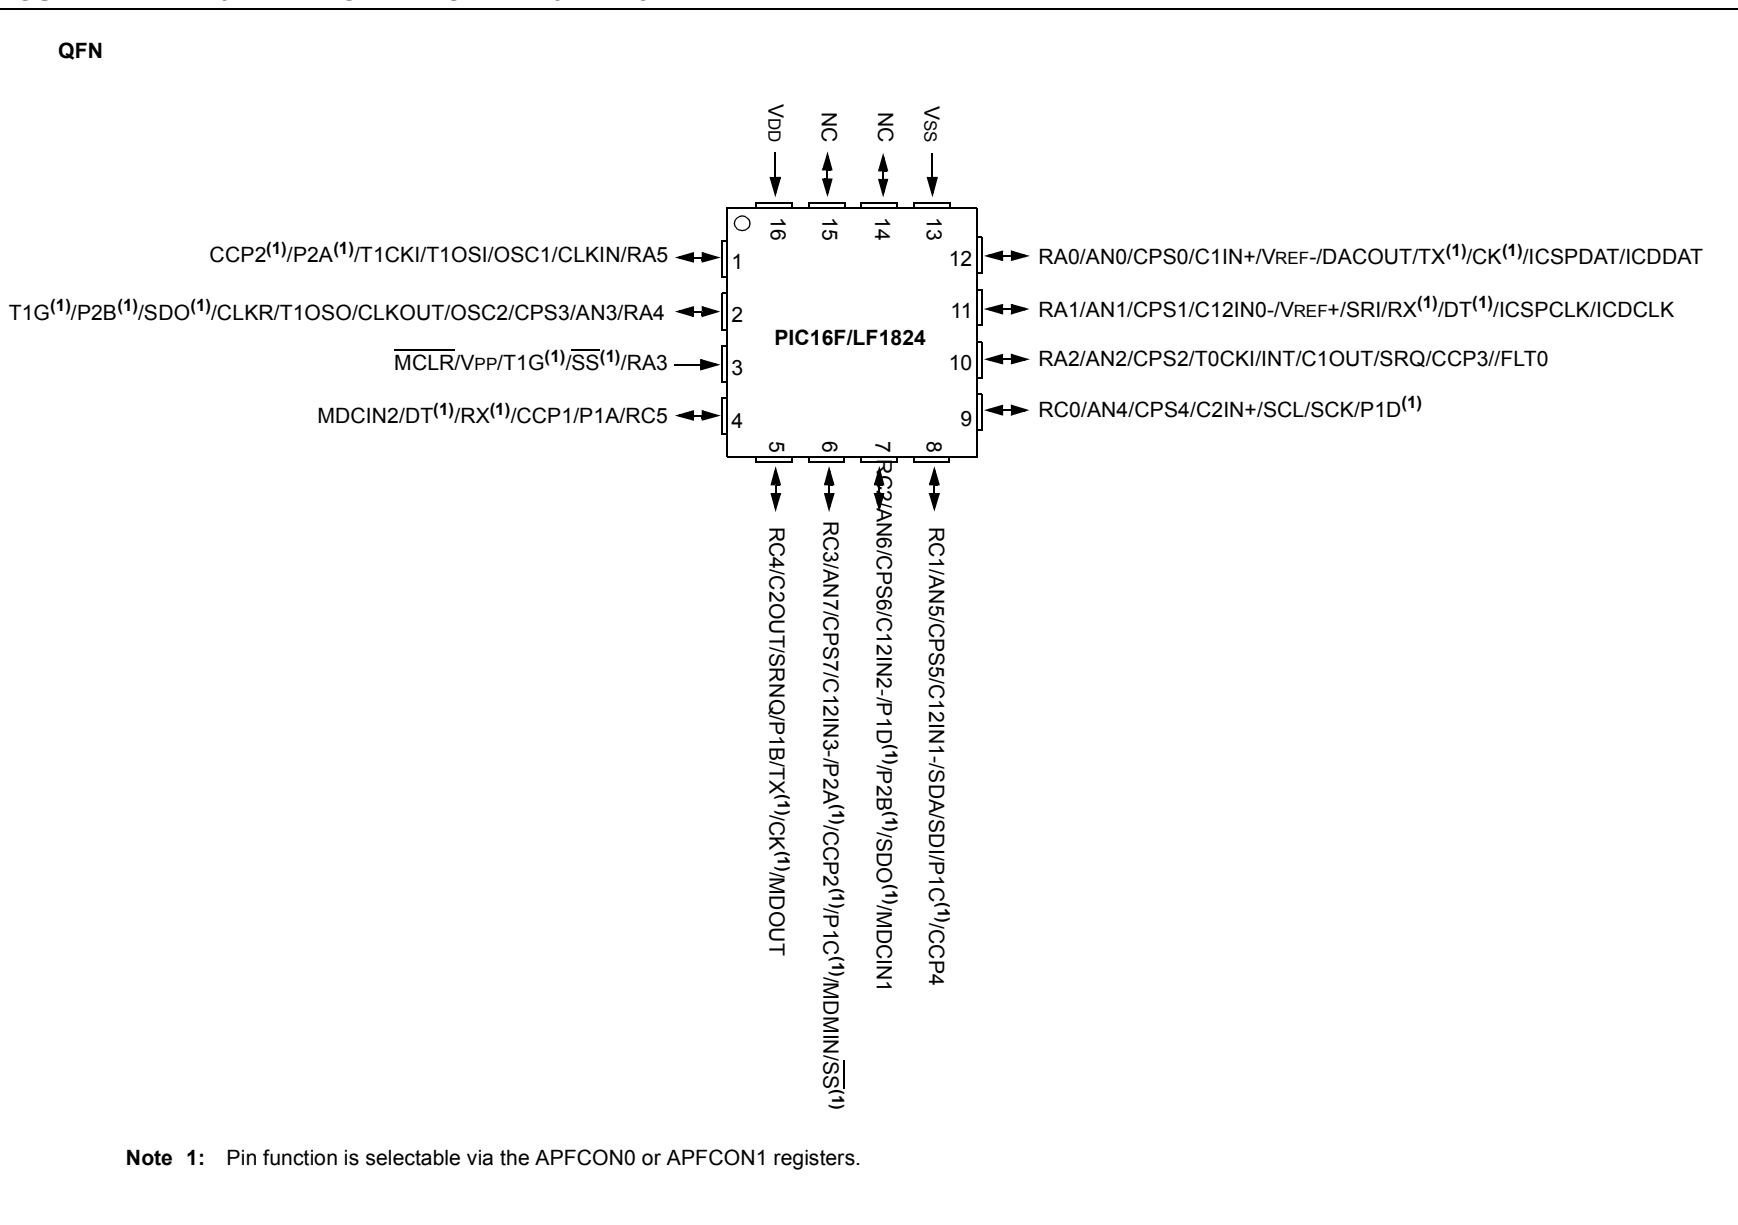 QFN
VDD
NC
NC
VSS
16
15
14
13
CCP2(1)/P2A(1)/T1CKI/T1OSI/OSC1/CLKIN/RA5
1
12
RA0/AN0/CPS0/C1IN+/VREF-/DACOUT/TX(1)/CK(1)/ICSPDAT/ICDDAT
T1G(1)/P2B(1)/SDO(1)/CLKR/T1OSO/CLKOUT/OSC2/CPS3/AN3/RA4
2
11
RA1/AN1/CPS1/C12IN0-/VREF+/SRI/RX(1)/DT(1)/ICSPCLK/ICDCLK
PIC16F/LF1824
MCLR/VPP/T1G(1)/SS(1)/RA3
3
10
RA2/AN2/CPS2/T0CKI/INT/C1OUT/SRQ/CCP3//FLT0
MDCIN2/DT(1)/RX(1)/CCP1/P1A/RC5
4
9
RC0/AN4/CPS4/C2IN+/SCL/SCK/P1D(1)
5
6
7
8
RC4/C2OUT/SRNQ/P1B/TX(1)/CK(1)/MDOUT
RC3/AN7/CPS7/C12IN3-/P2A(1)/CCP2(1)/P1C(1)/MDMIN/SS(1)
RC2/AN6/CPS6/C12IN2-/P1D(1)/P2B(1)/SDO(1)/MDCIN1
RC1/AN5/CPS5/C12IN1-/SDA/SDI/P1C(1)/CCP4
Note 1: Pin function is selectable via the APFCON0 or APFCON1 registers.